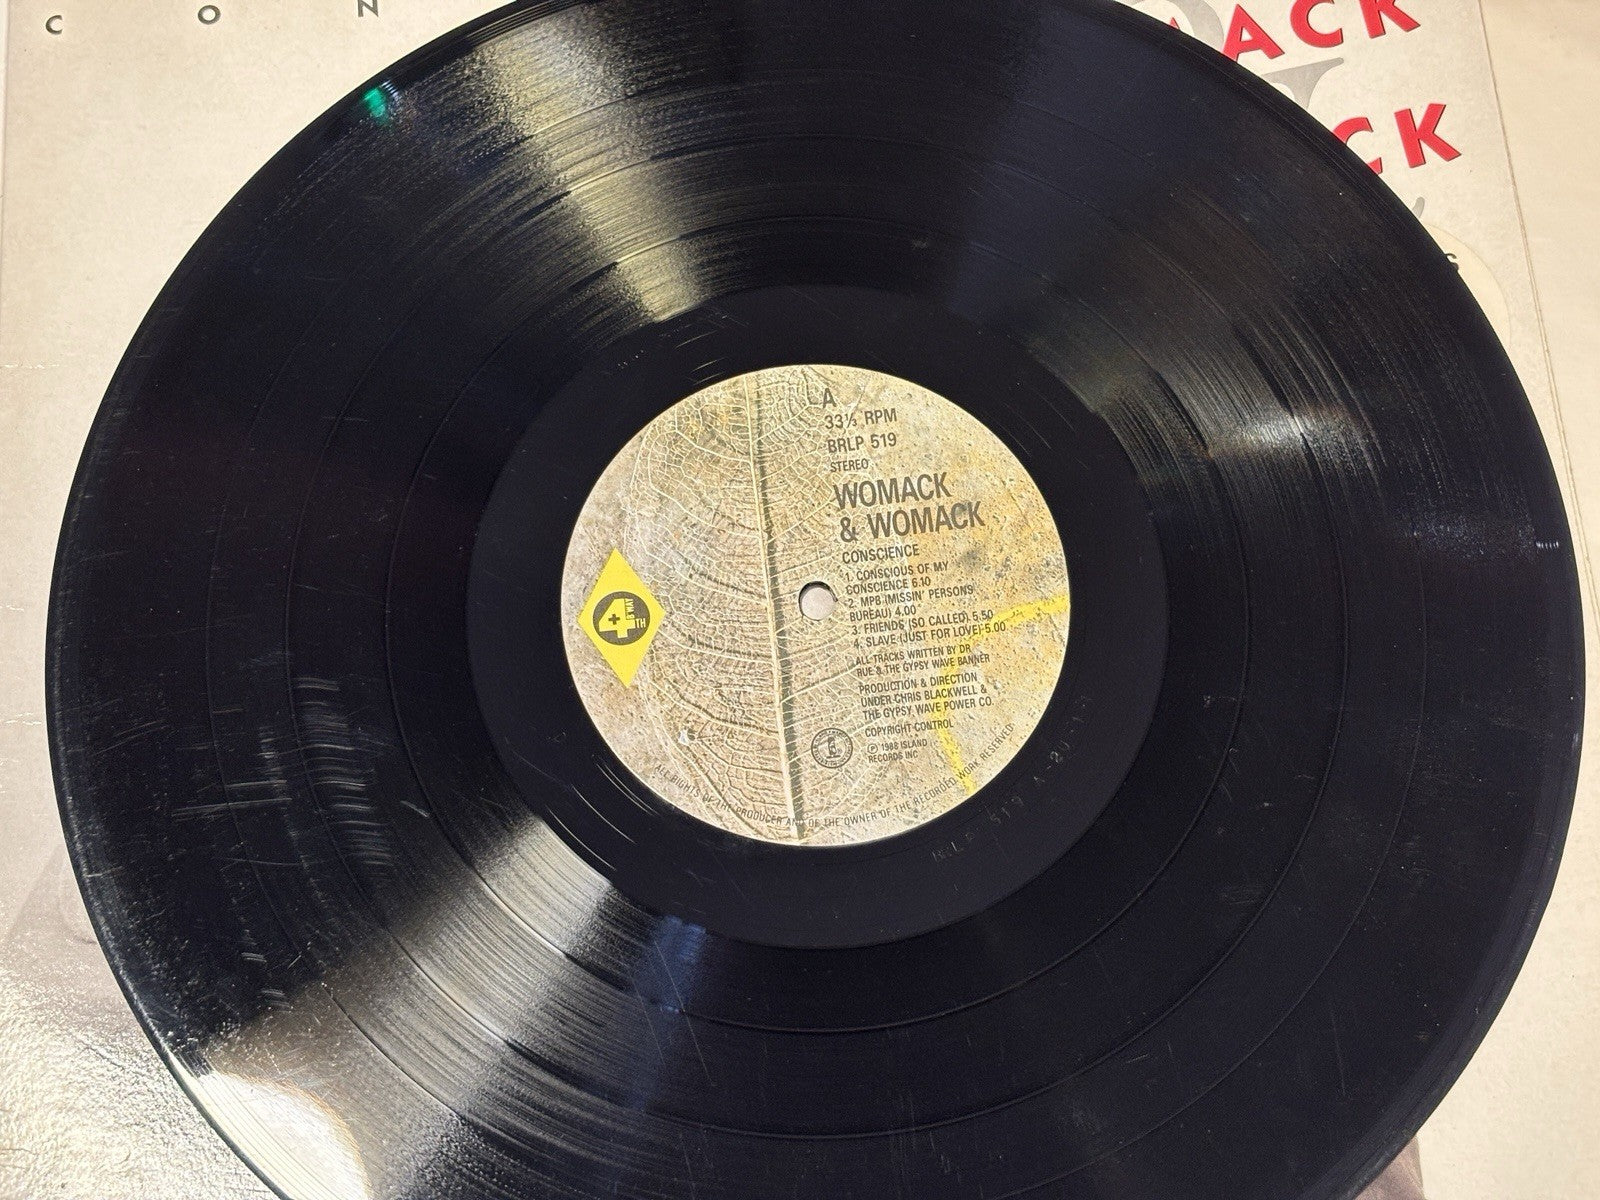 C O N
ACK
CK
A
33⅓ RPM
BRLP 519
STEREO
WOMACK
& WOMACK
CONSCIENCE
1. CONSCIOUS OF MY
CONSCIENCE 6.10
2. MPB (MISSIN' PERSONS
BUREAU) 4.00
3. FRIENDS (SO CALLED) 5.50
4. SLAVE (JUST FOR LOVE) 5.00
ALL TRACKS WRITTEN BY DR
RUE & THE GYPSY WAVE BANNER
PRODUCTION & DIRECTION
UNDER CHRIS BLACKWELL &
THE GYPSY WAVE POWER CO.
COPYRIGHT CONTROL
℗ 1988 ISLAND
RECORDS INC
4TH + B'WAY
ALL RIGHTS OF THE PRODUCER AND OF THE OWNER OF THE RECORDED WORK RESERVED